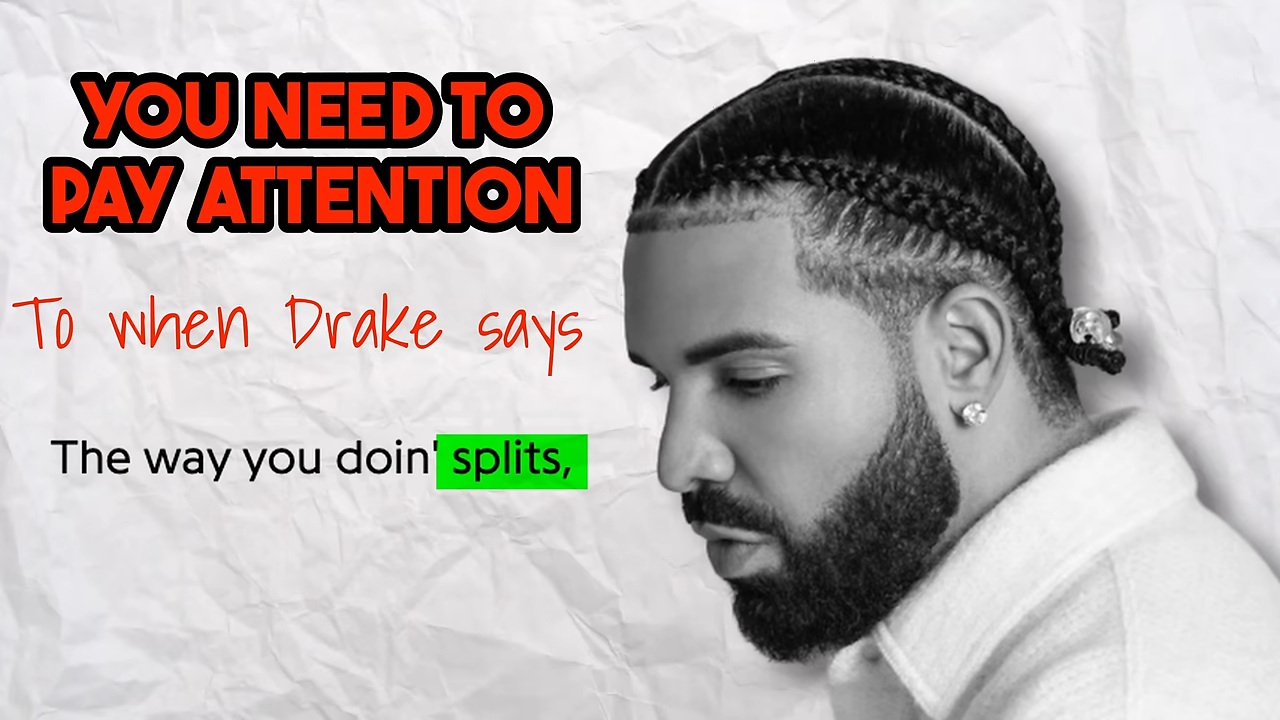 YOU NEED TO
PAY ATTENTION
To when Drake says
The way you doin' splits,